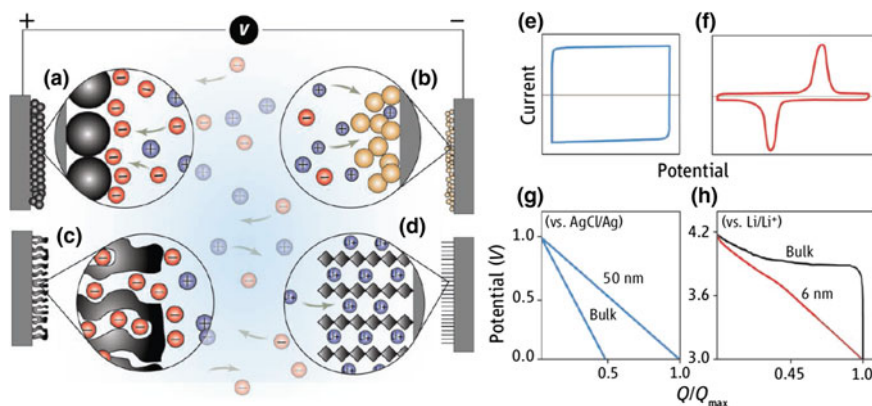 +
V
−
(a)
(b)
(c)
(d)
(e)
(f)
Current
Potential
(g)
(vs. AgCl/Ag)
Potential (V)
1.0
0.5
0.0
50 nm
Bulk
0.5
1.0
(h)
(vs. Li/Li⁺)
4.2
3.6
3.0
Bulk
6 nm
0.45
1.0
Q/Qmax